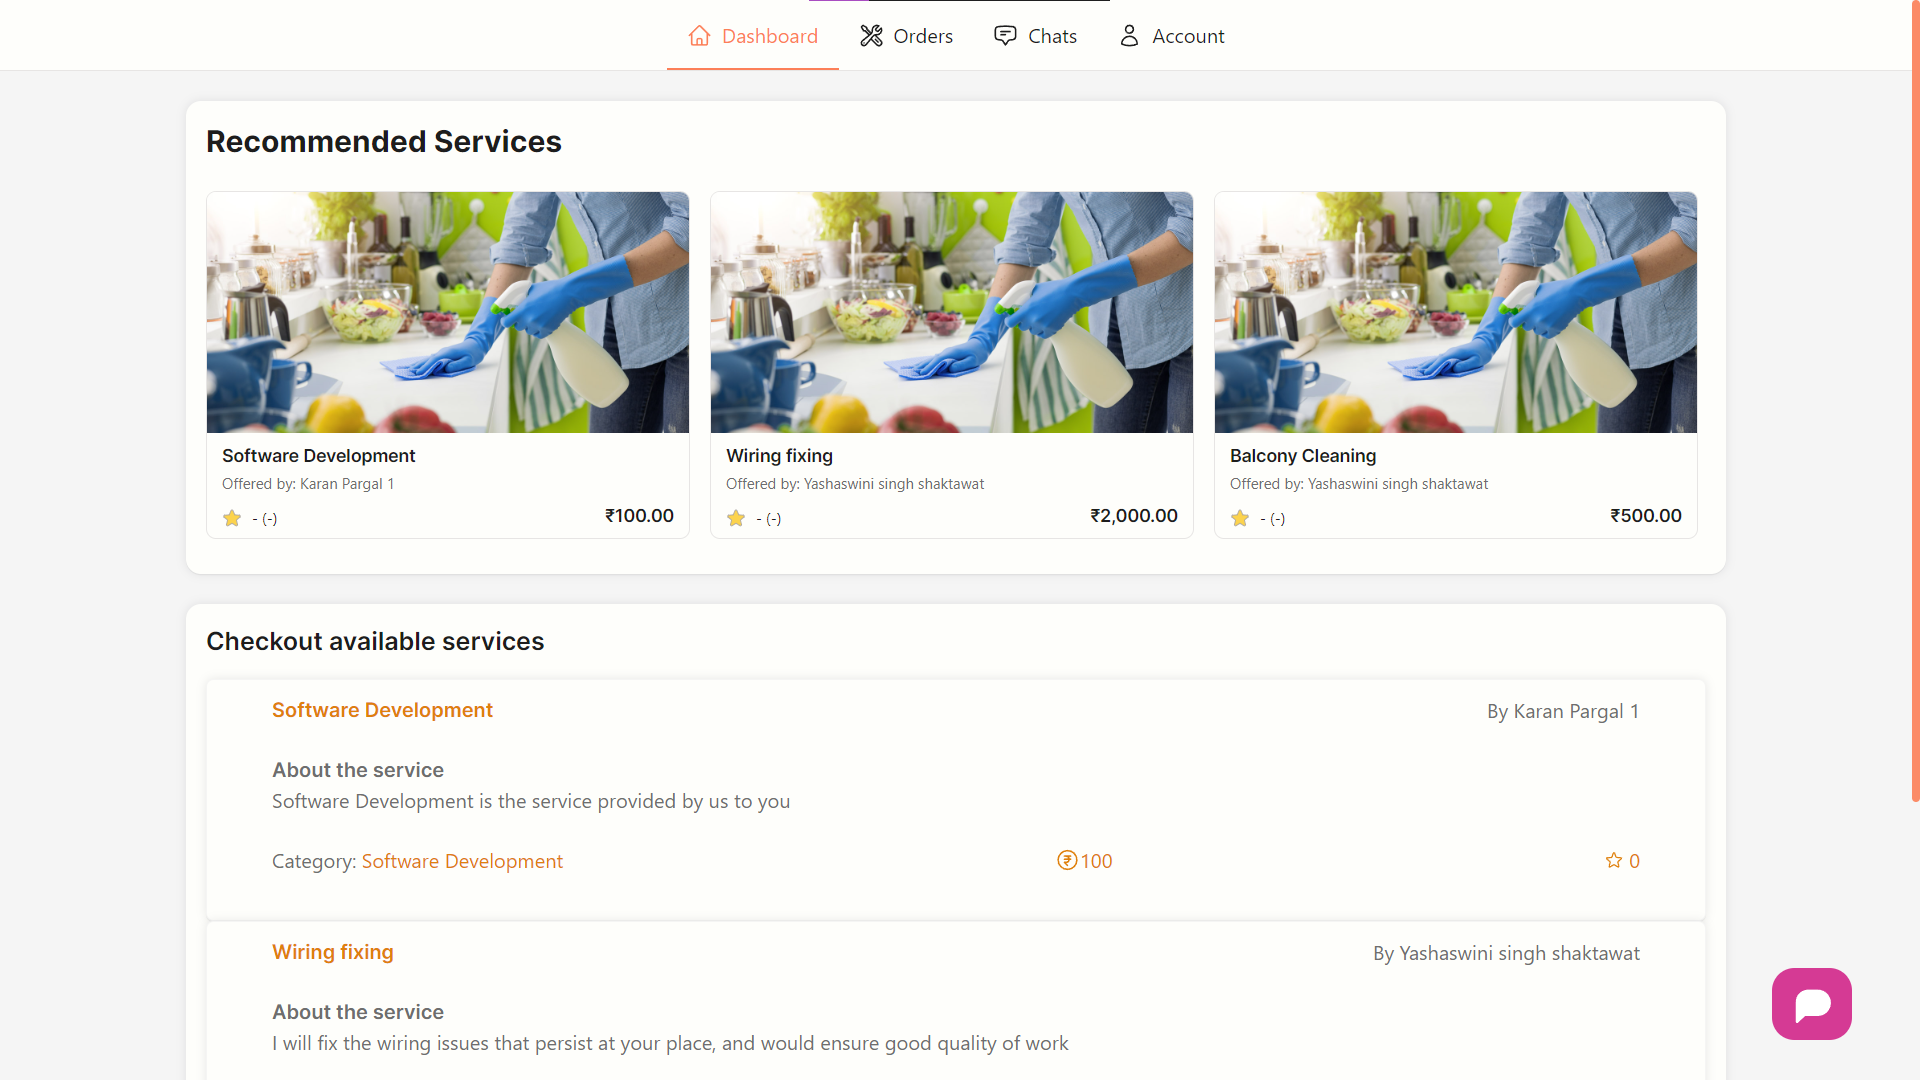 Dashboard Orders Chats Account
Recommended Services
Software Development
Offered by: Karan Pargal 1
- (-) ₹100.00
Wiring fixing
Offered by: Yashaswini singh shaktawat
- (-) ₹2,000.00
Balcony Cleaning
Offered by: Yashaswini singh shaktawat
- (-) ₹500.00
Checkout available services
Software Development By Karan Pargal 1
About the service
Software Development is the service provided by us to you
Category: Software Development ₹100 0
Wiring fixing By Yashaswini singh shaktawat
About the service
I will fix the wiring issues that persist at your place, and would ensure good quality of work